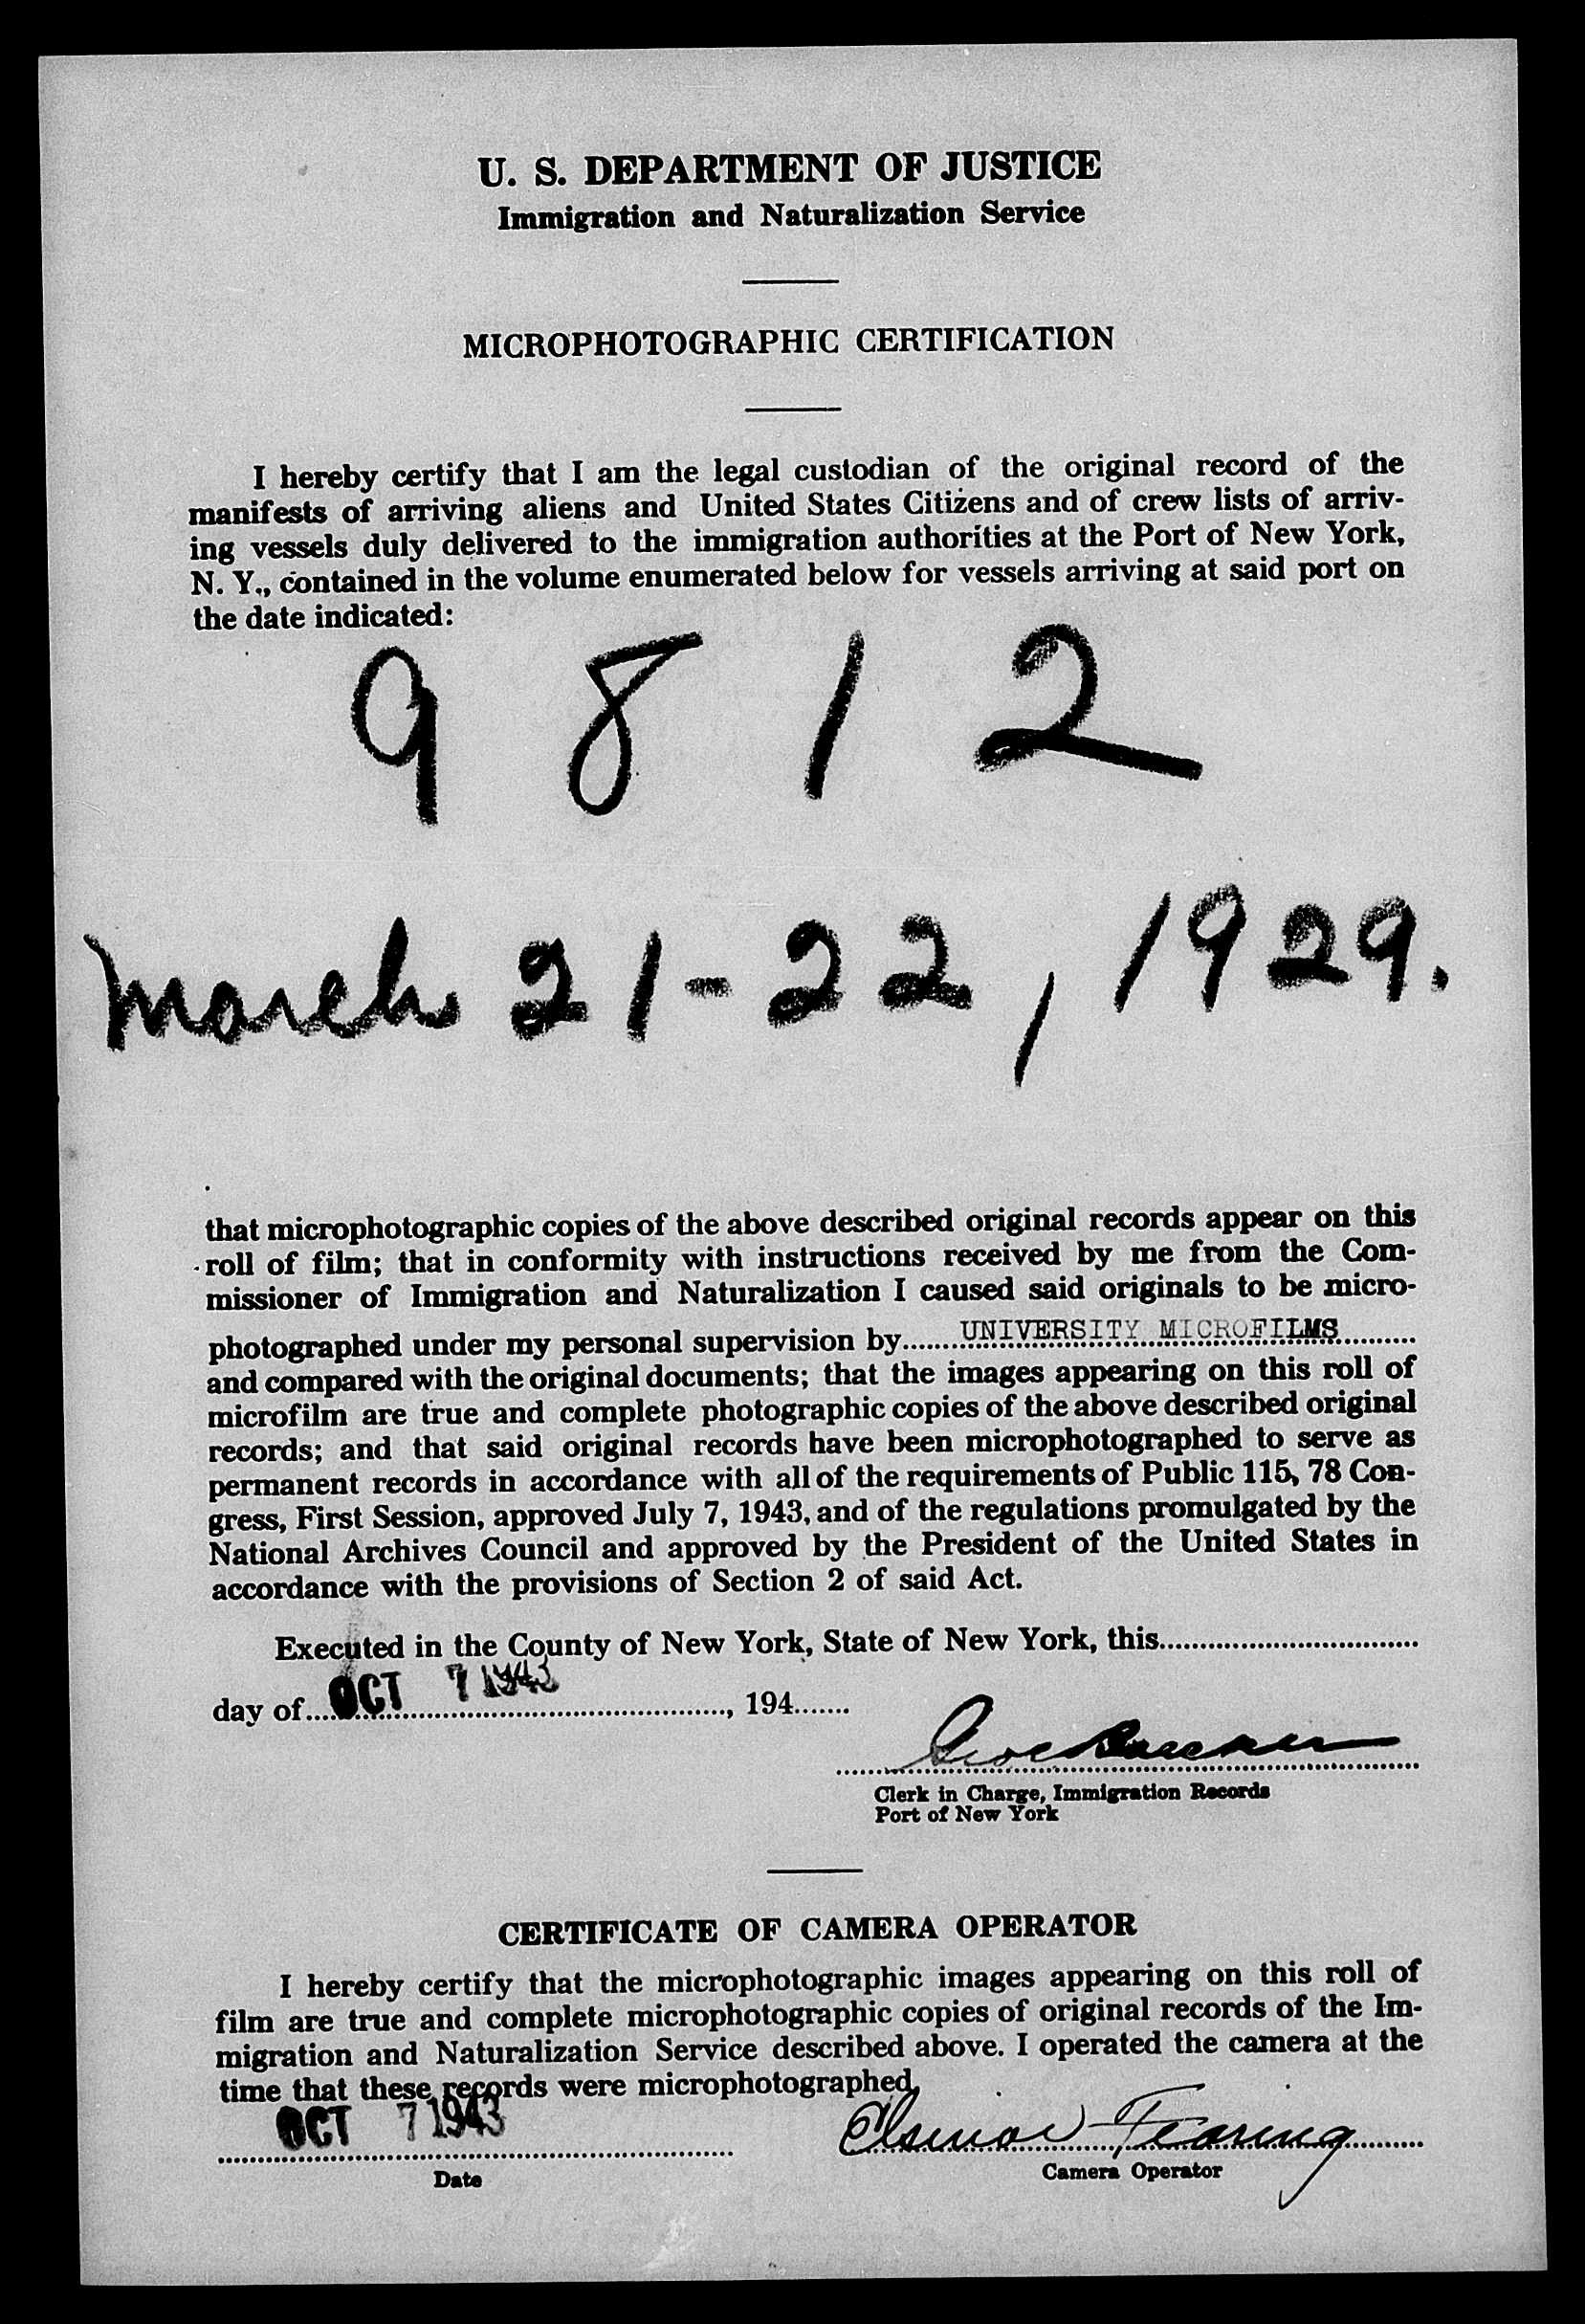 U. S. DEPARTMENT OF JUSTICE
Immigration and Naturalization Service
MICROPHOTOGRAPHIC CERTIFICATION
I hereby certify that I am the legal custodian of the original record of the
manifests of arriving aliens and United States Citizens and of crew lists of arriv-
ing vessels duly delivered to the immigration authorities at the Port of New York,
N. Y., contained in the volume enumerated below for vessels arriving at said port on
the date indicated:
9 8 1 2
March 21-22, 1929.
that microphotographic copies of the above described original records appear on this
roll of film; that in conformity with instructions received by me from the Com-
missioner of Immigration and Naturalization I caused said originals to be micro-
photographed under my personal supervision by......UNIVERSITY MICROFILMS..........
and compared with the original documents; that the images appearing on this roll of
microfilm are true and complete photographic copies of the above described original
records; and that said original records have been microphotographed to serve as
permanent records in accordance with all of the requirements of Public 115, 78 Con-
gress, First Session, approved July 7, 1943, and of the regulations promulgated by the
National Archives Council and approved by the President of the United States in
accordance with the provisions of Section 2 of said Act.
Executed in the County of New York, State of New York, this................................
day of....OCT 7 1943........................................, 194.......
Clerk in Charge, Immigration Records
Port of New York
CERTIFICATE OF CAMERA OPERATOR
I hereby certify that the microphotographic images appearing on this roll of
film are true and complete microphotographic copies of original records of the Im-
migration and Naturalization Service described above. I operated the camera at the
time that these records were microphotographed.
OCT 7 1943
Elsinor Fearing
Date
Camera Operator